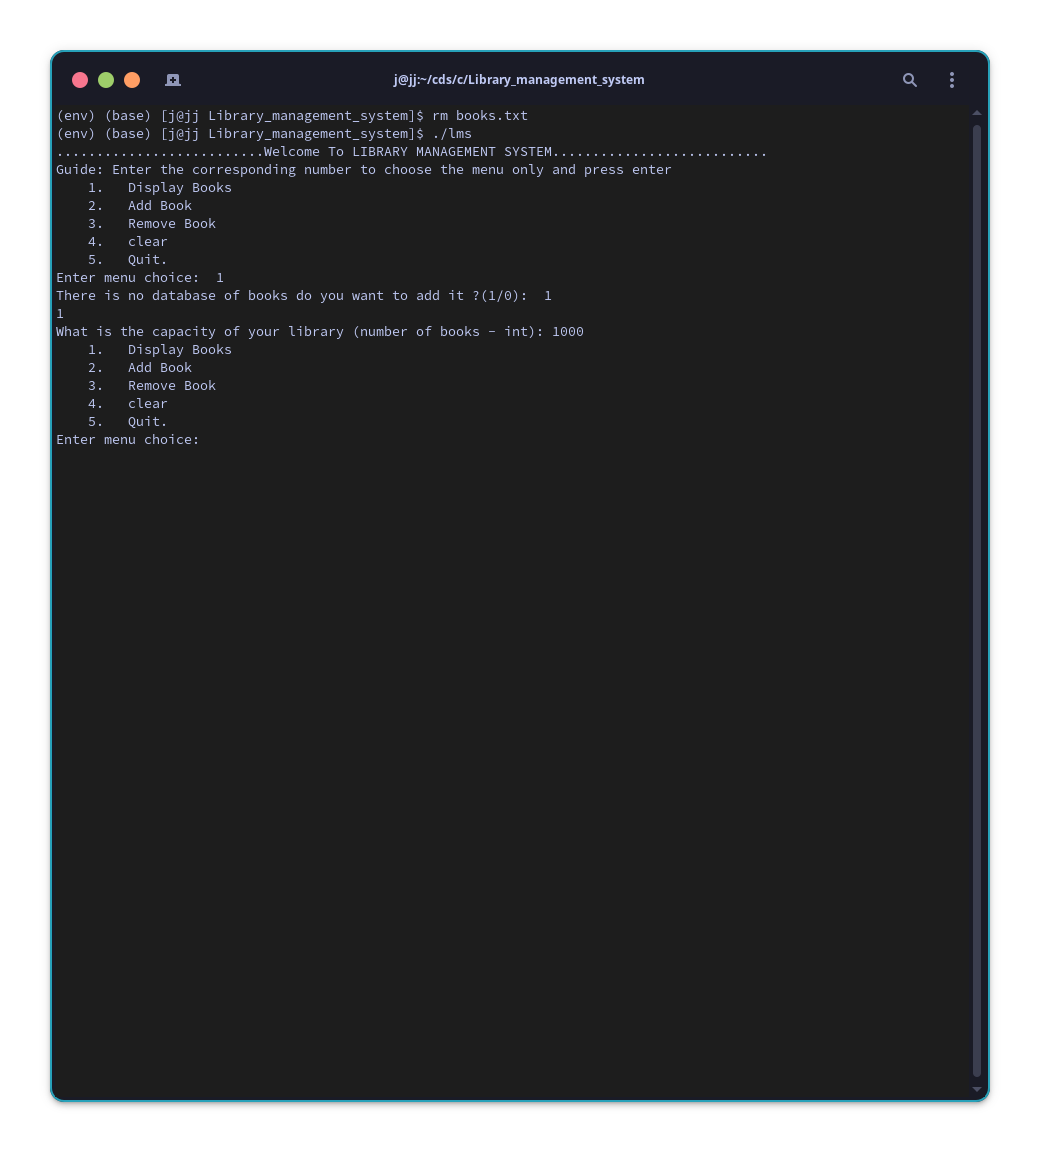 j@jj:~/cds/c/Library_management_system
(env) (base) [j@jj Library_management_system]$ rm books.txt
(env) (base) [j@jj Library_management_system]$ ./lms
..........................Welcome To LIBRARY MANAGEMENT SYSTEM...........................
Guide: Enter the corresponding number to choose the menu only and press enter
    1.   Display Books
    2.   Add Book
    3.   Remove Book
    4.   clear
    5.   Quit.
Enter menu choice:  1
There is no database of books do you want to add it ?(1/0):  1
1
What is the capacity of your library (number of books - int): 1000
    1.   Display Books
    2.   Add Book
    3.   Remove Book
    4.   clear
    5.   Quit.
Enter menu choice: